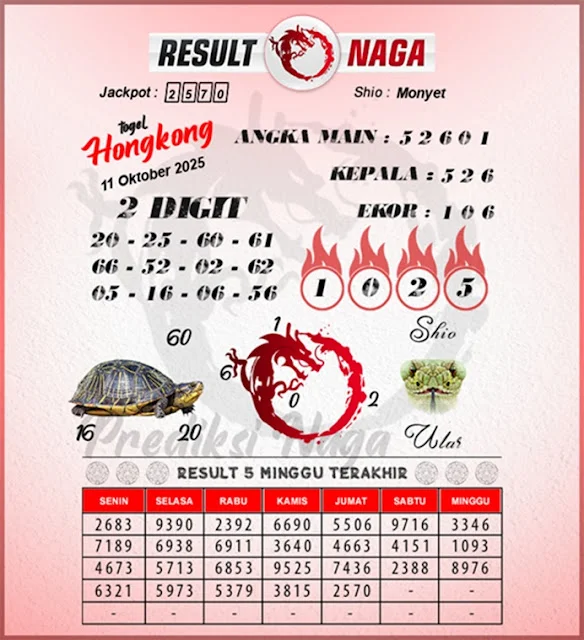 RESULT NAGA
Jackpot : 2570
Shio : Monyet
togel
Hongkong
11 Oktober 2025
ANGKA MAIN : 5 2 6 0 1
KEPALA : 5 2 6
EKOR : 1 0 6
2 DIGIT
20 - 25 - 60 - 61
66 - 52 - 02 - 62
05 - 16 - 06 - 56
1 0 2 5
60
16
20
1
6
0
2
Shio
Ular
Prediksi Naga
RESULT 5 MINGGU TERAKHIR
SENIN SELASA RABU KAMIS JUMAT SABTU MINGGU
2683 9390 2392 6690 5506 9716 3346
7189 6938 6911 3640 4663 4151 1093
4673 5713 6853 9525 7436 2388 8976
6321 5973 5379 3815 2570 - -
- - - - - - -